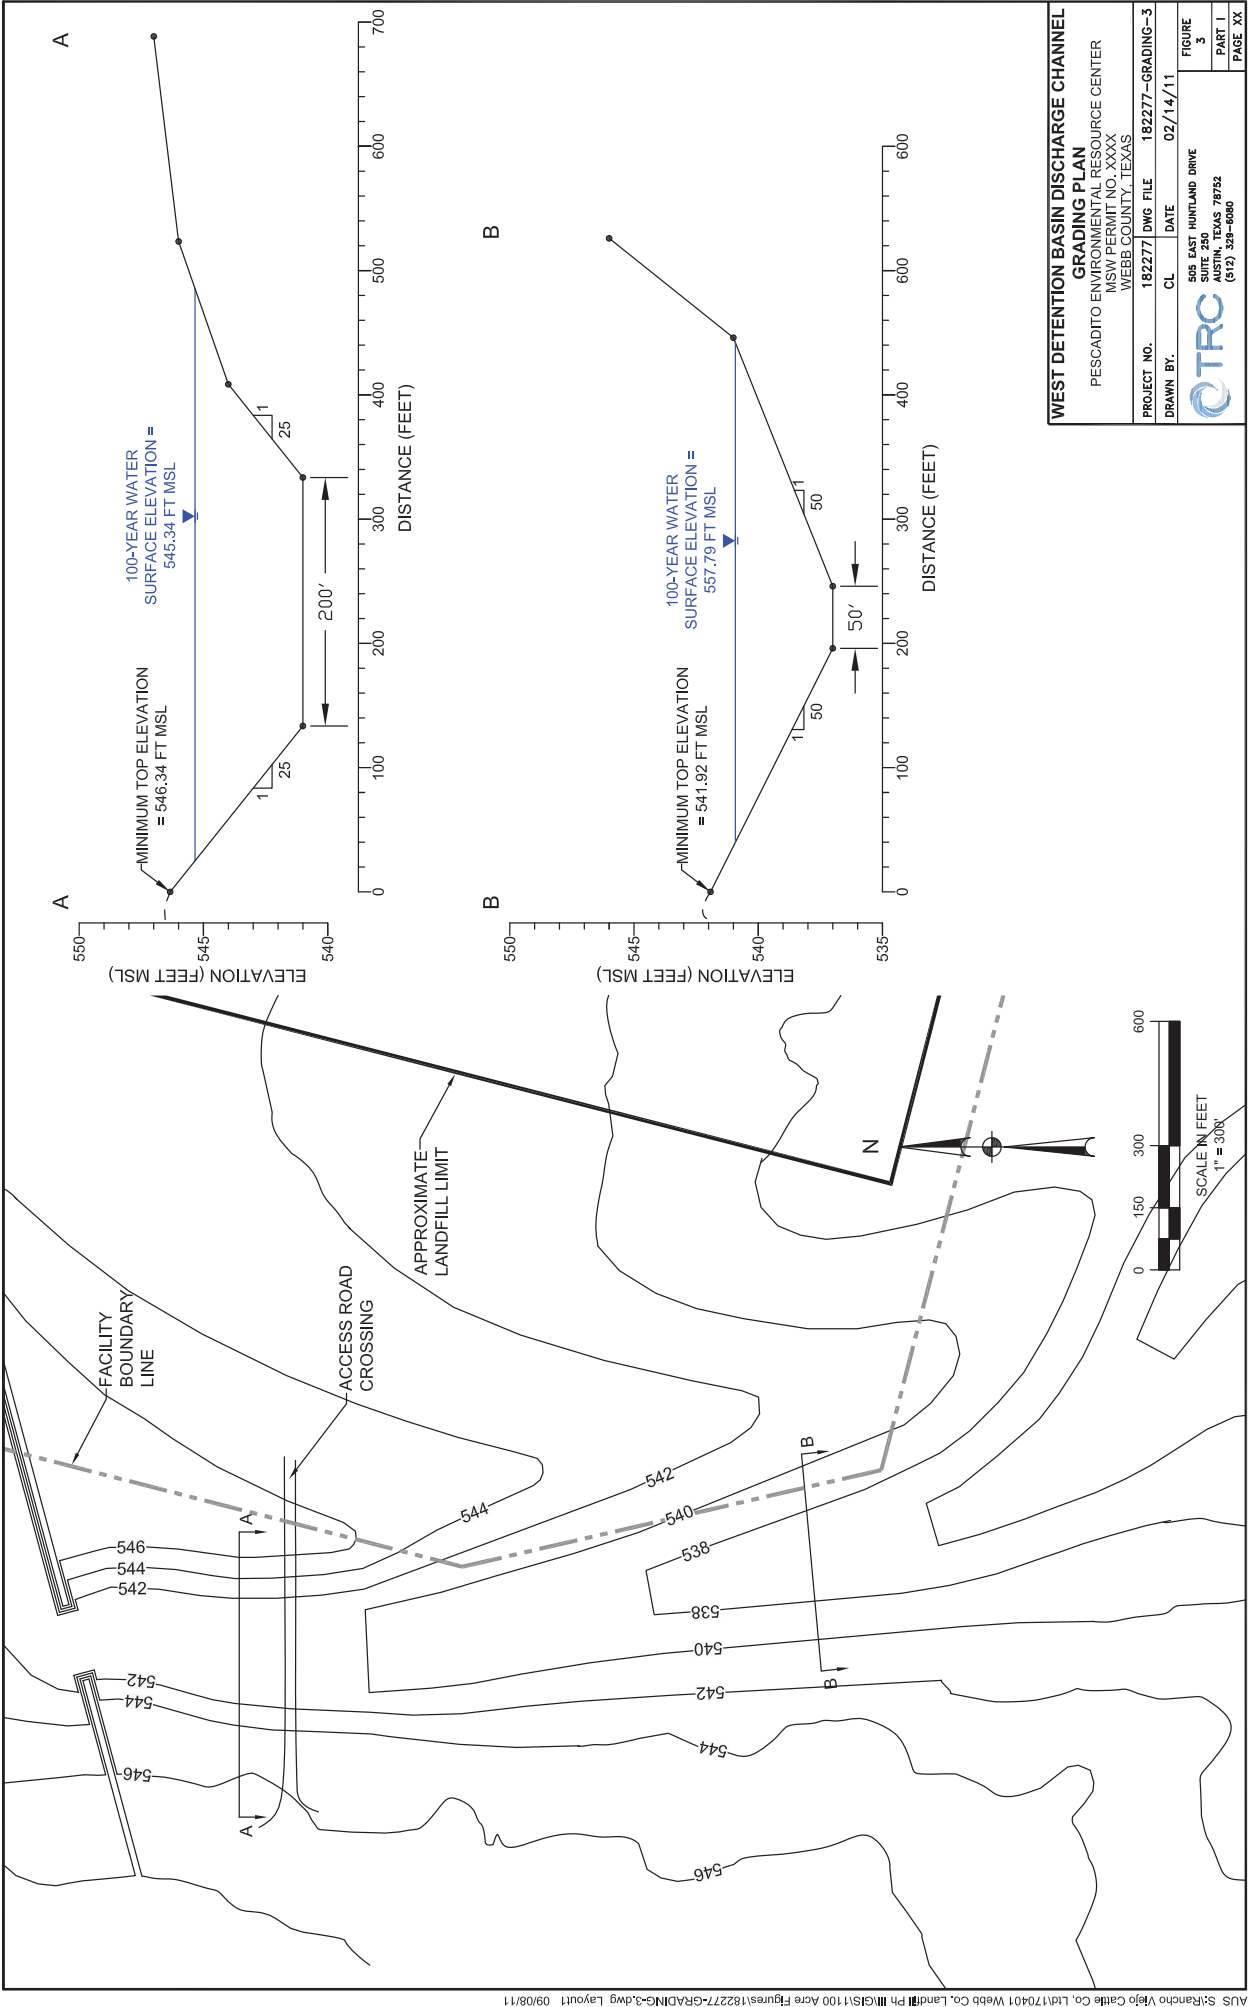 A
A
MINIMUM TOP ELEVATION
= 546.34 FT MSL
100-YEAR WATER
SURFACE ELEVATION =
545.34 FT MSL
1
25
200'
1
25
550
545
540
ELEVATION (FEET MSL)
0
100
200
300
400
500
600
700
DISTANCE (FEET)
B
B
MINIMUM TOP ELEVATION
= 541.92 FT MSL
100-YEAR WATER
SURFACE ELEVATION =
557.79 FT MSL
1
50
50'
1
50
550
545
540
535
ELEVATION (FEET MSL)
0
100
200
300
400
500
600
DISTANCE (FEET)
FACILITY
BOUNDARY
LINE
ACCESS ROAD
CROSSING
APPROXIMATE
LANDFILL LIMIT
N
546
544
542
A
544
542
540
538
B
538
540
542
B
542
544
546
A
544
546
0
150
300
600
SCALE IN FEET
1" = 300'
WEST DETENTION BASIN DISCHARGE CHANNEL
GRADING PLAN
PESCADITO ENVIRONMENTAL RESOURCE CENTER
MSW PERMIT NO. XXXX
WEBB COUNTY, TEXAS
PROJECT NO. 182277 DWG FILE 182277-GRADING-3
DRAWN BY. CL DATE 02/14/11
TRC
505 EAST HUNTLAND DRIVE
SUITE 250
AUSTIN, TEXAS 78752
(512) 329-6080
FIGURE
3
PART I
PAGE XX
AUS S:\Rancho Viejo Cattle Co, Ltd\170401 Webb Co. Landfill Ph III\GIS\1100 Acre Figures\182277-GRADING-3.dwg Layout1 09/08/11